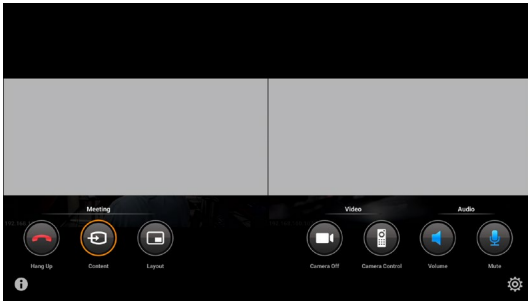 Meeting
Video
Audio
Hang Up
Content
Layout
Camera Off
Camera Control
Volume
Mute